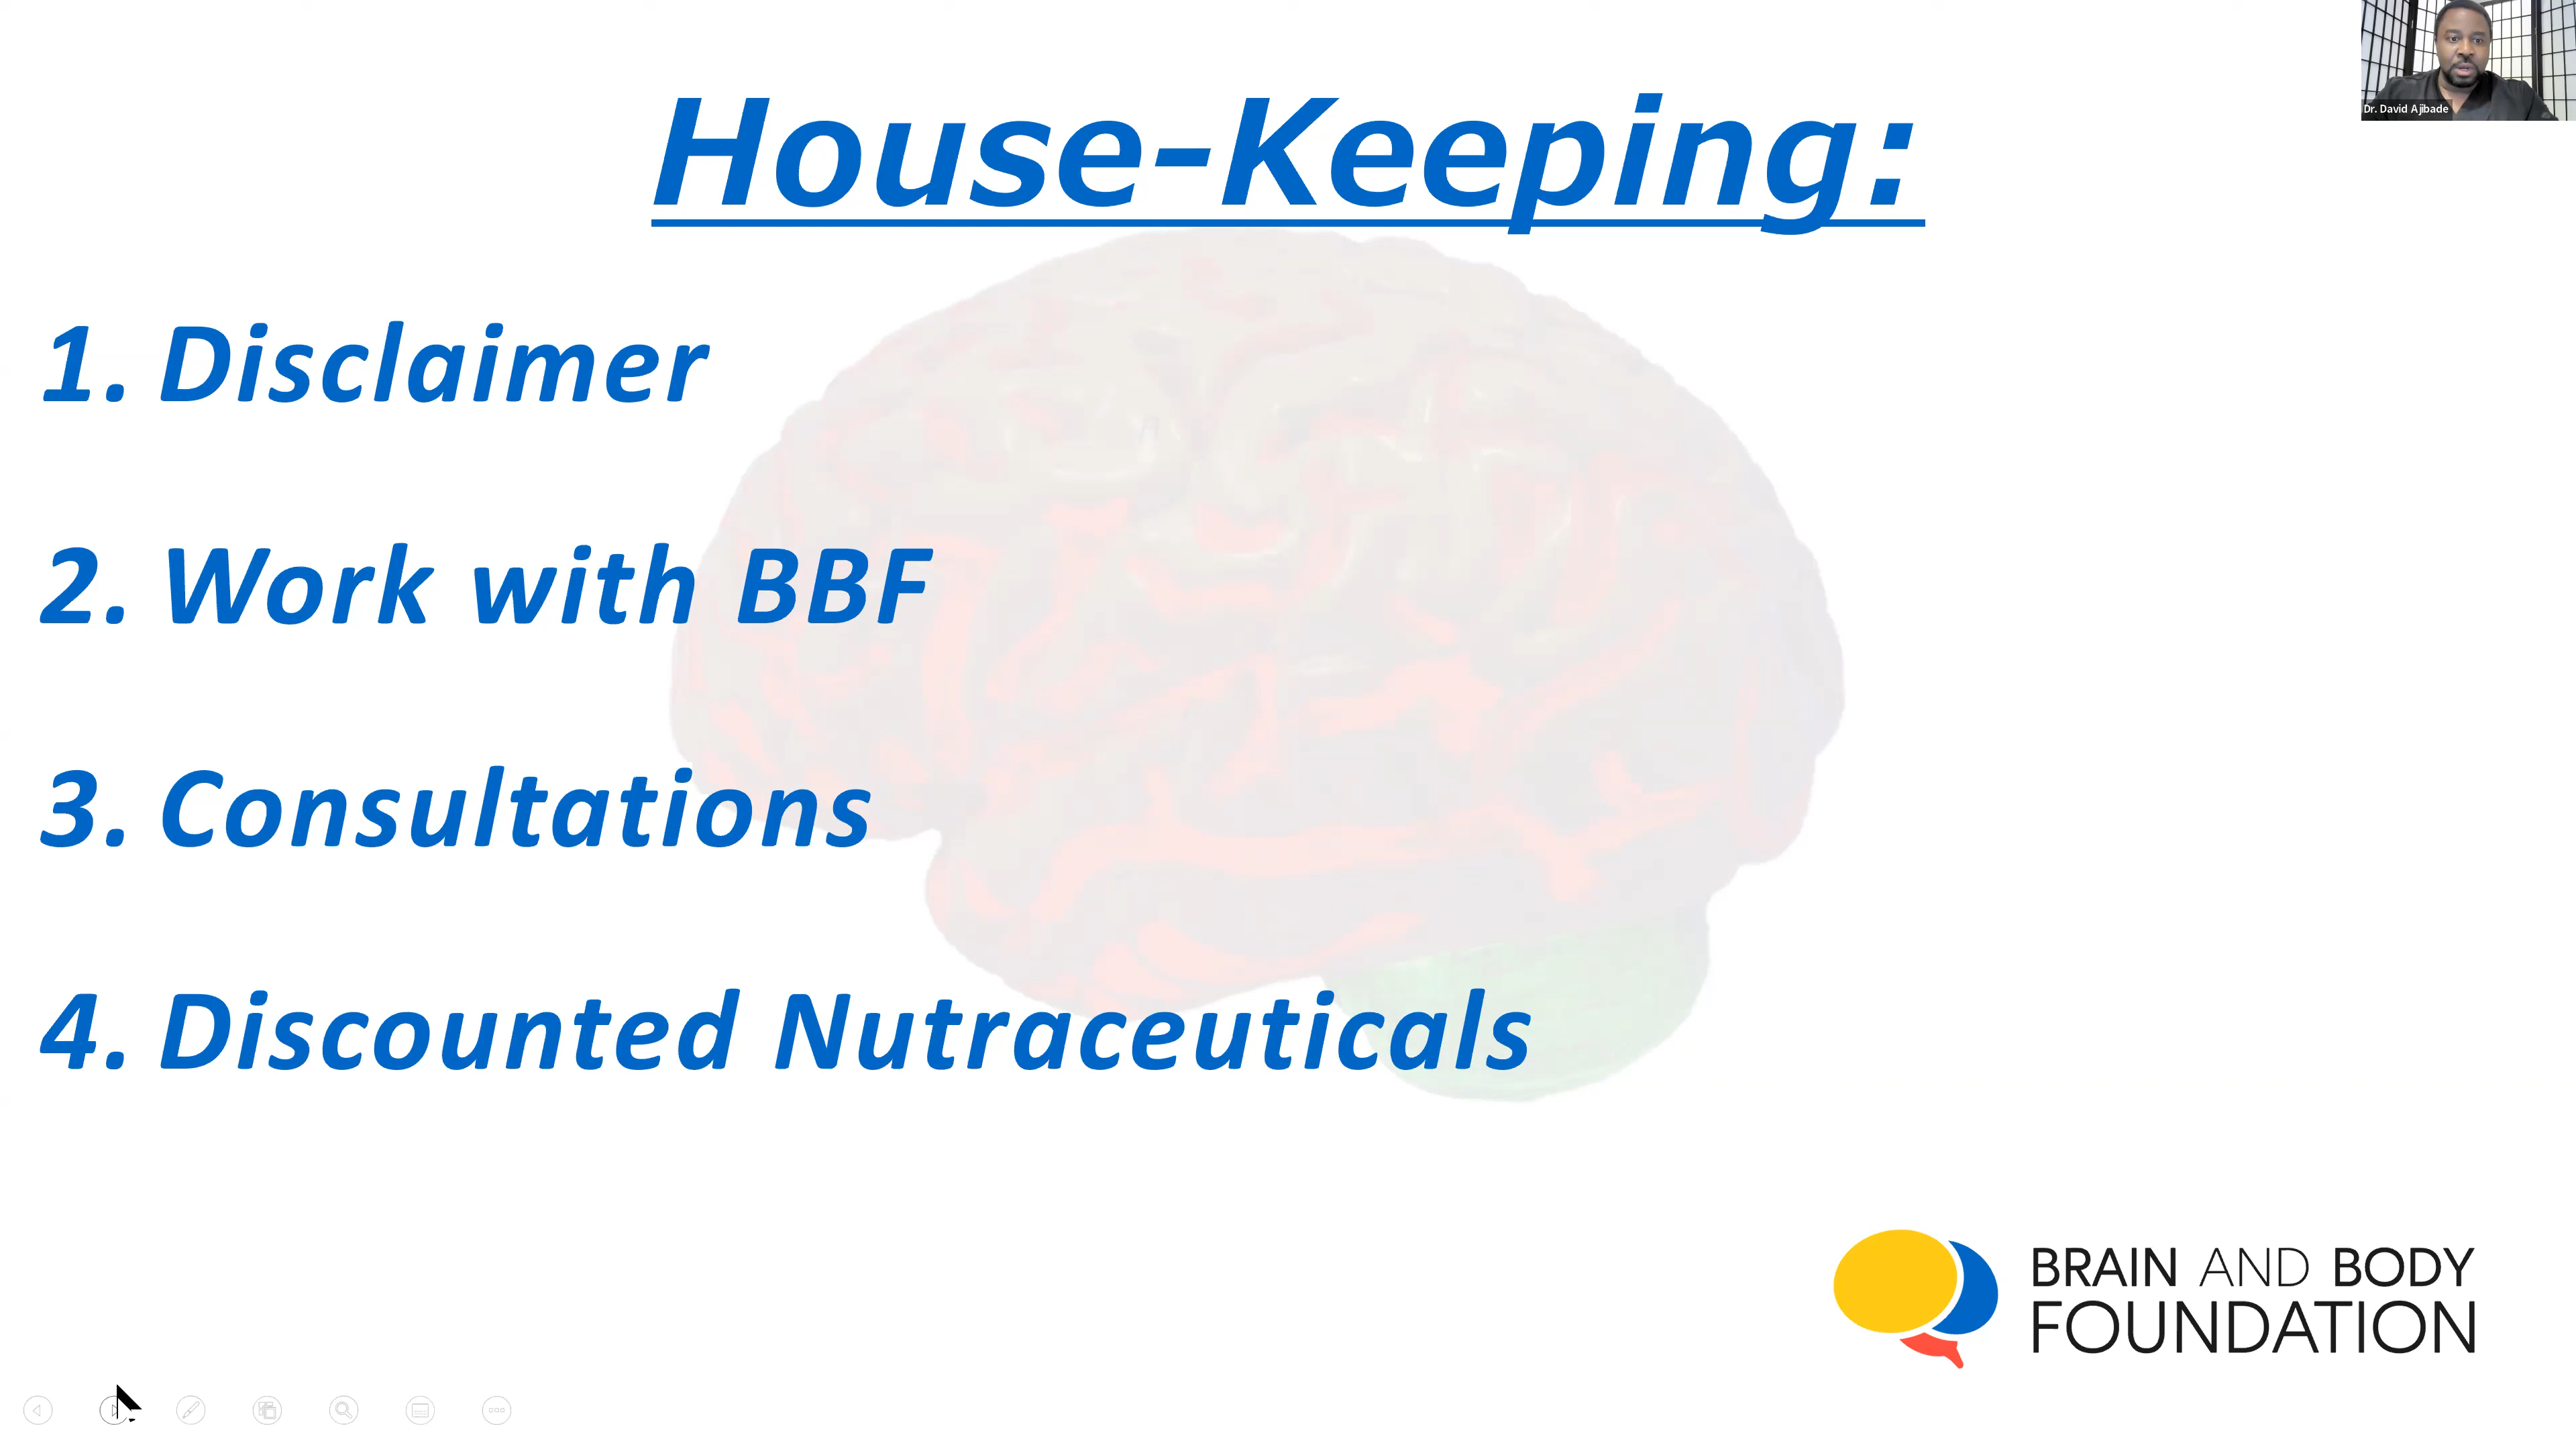 House-Keeping:
Dr. David Ajibade
1. Disclaimer
2. Work with BBF
3. Consultations
4. Discounted Nutraceuticals
BRAIN AND BODY
FOUNDATION